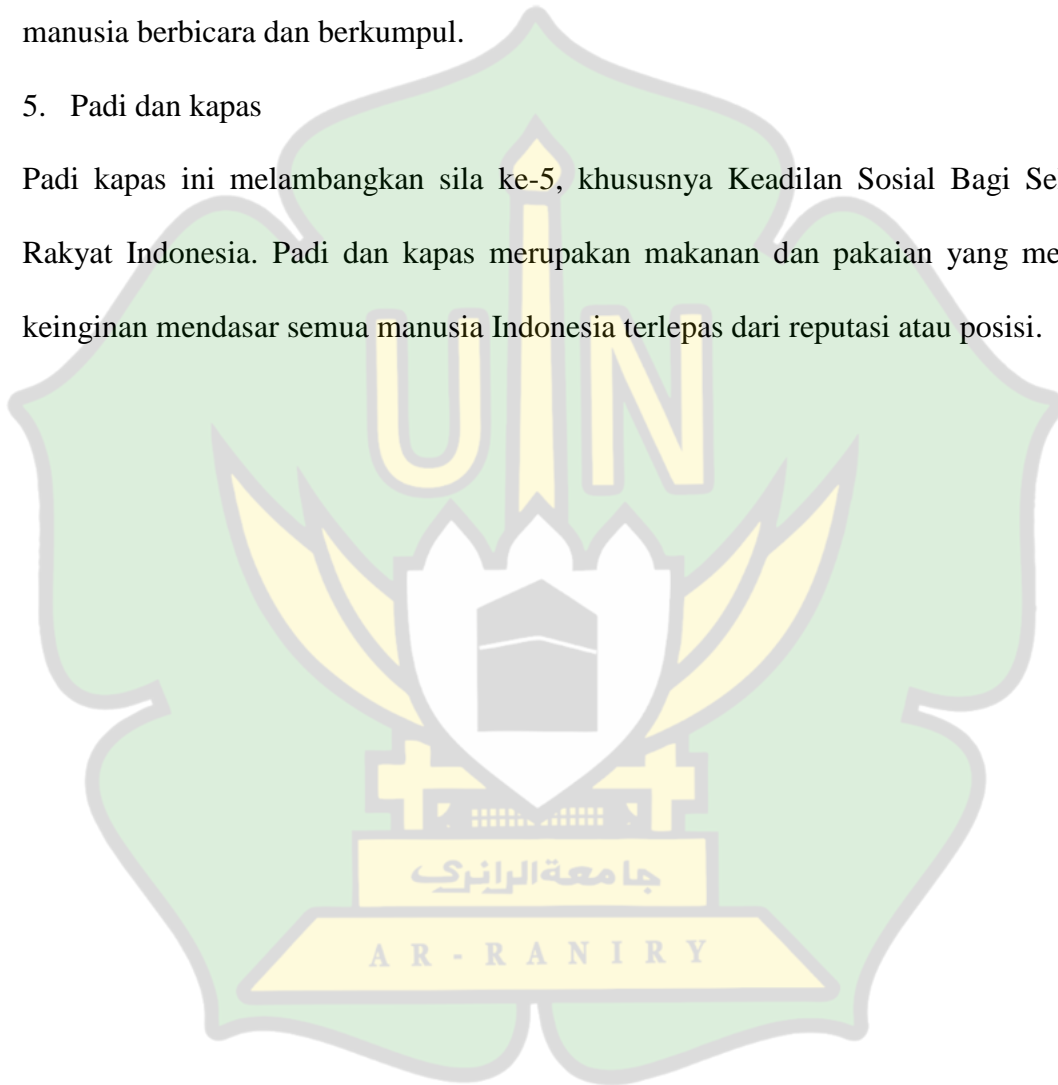 manusia berbicara dan berkumpul.
5. Padi dan kapas
Padi kapas ini melambangkan sila ke-5, khususnya Keadilan Sosial Bagi Se
Rakyat Indonesia. Padi dan kapas merupakan makanan dan pakaian yang me
keinginan mendasar semua manusia Indonesia terlepas dari reputasi atau posisi.
UIN
جامعةالرانري
AR-RANIRY